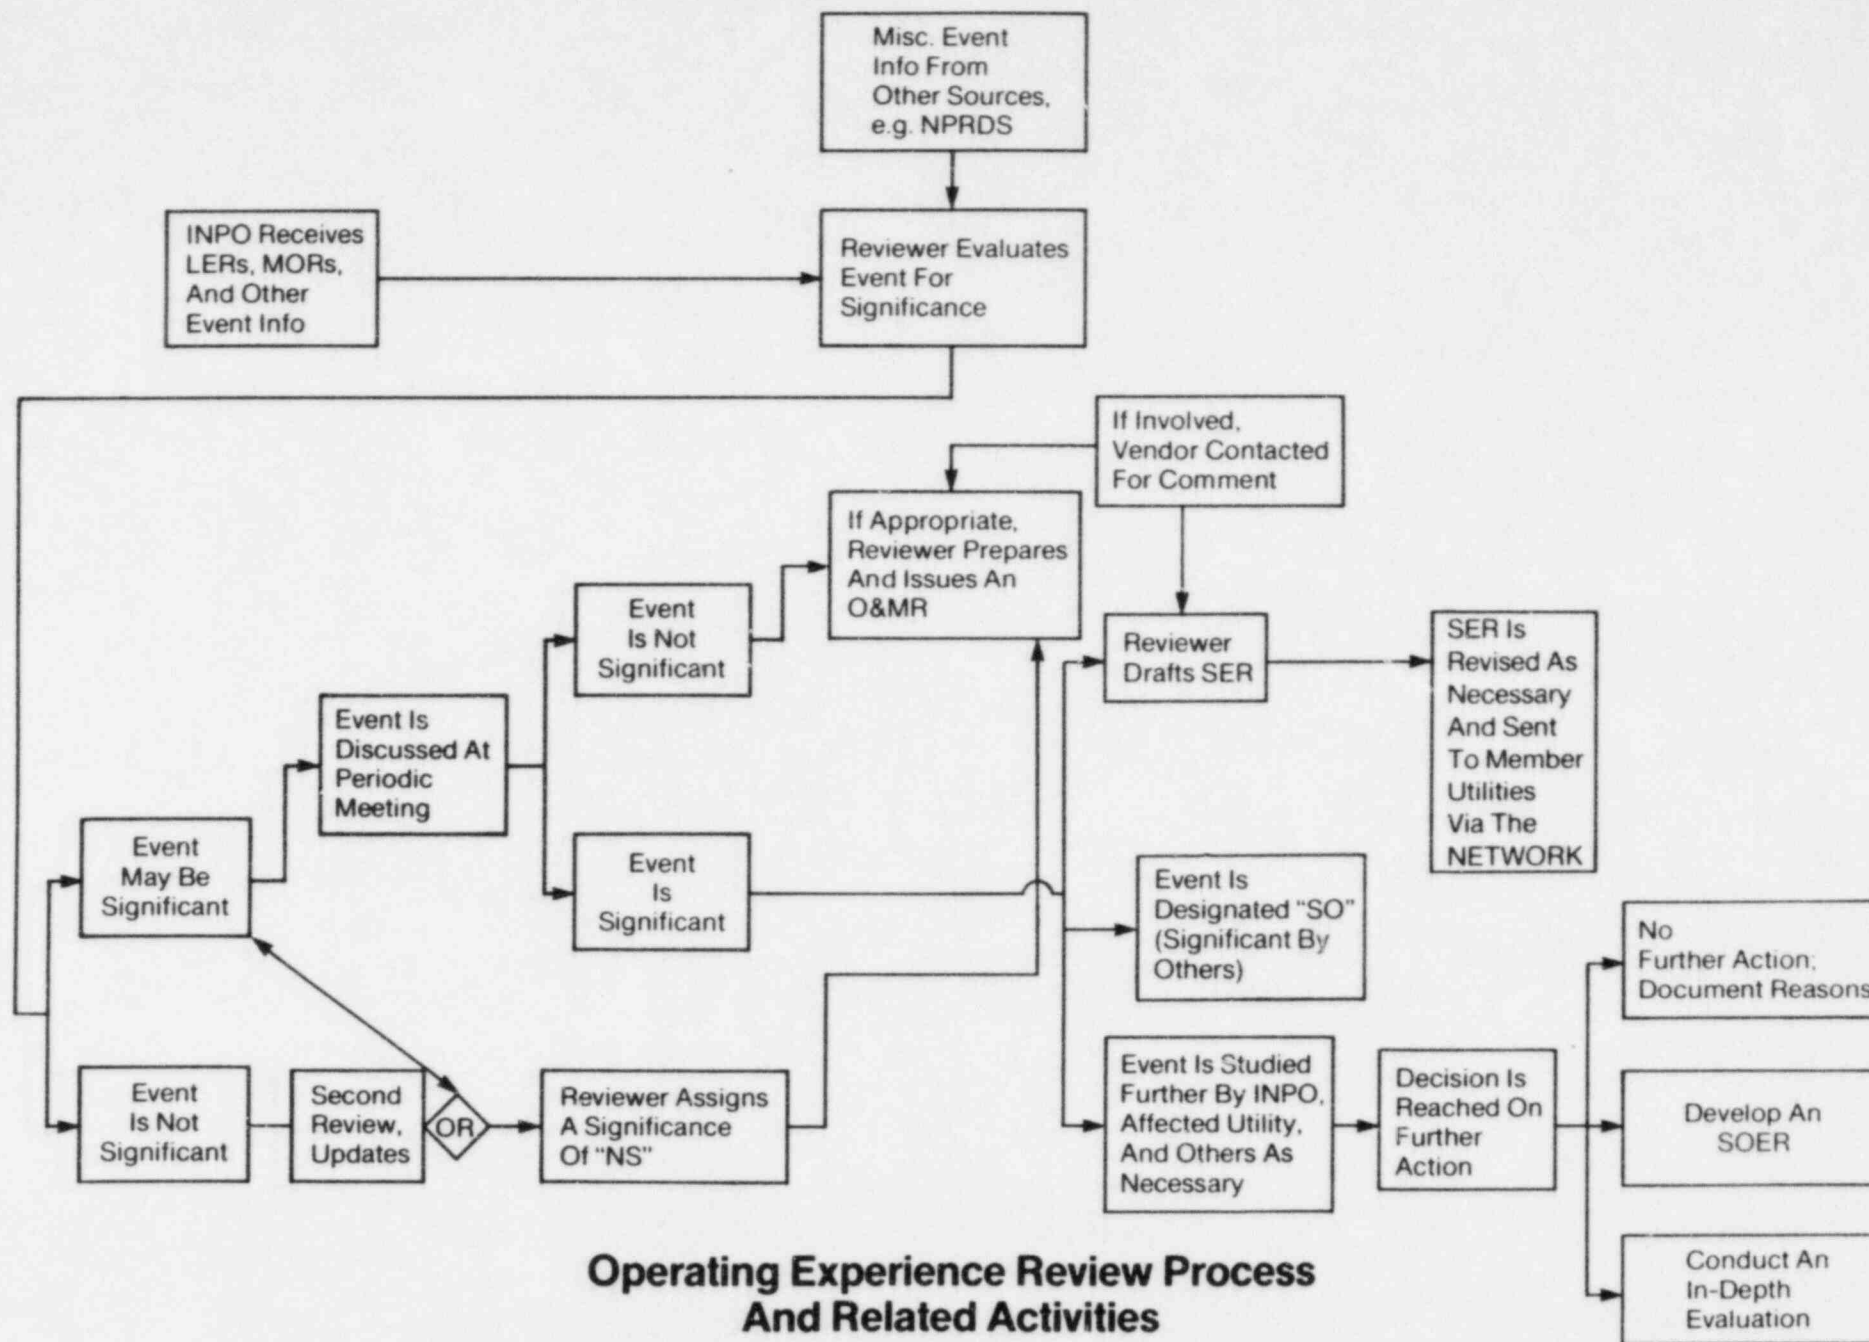 Misc. Event
Info From
Other Sources,
e.g. NPRDS
INPO Receives
LERs, MORs,
And Other
Event Info
Reviewer Evaluates
Event For
Significance
If Involved,
Vendor Contacted
For Comment
If Appropriate,
Reviewer Prepares
And Issues An
O&MR
Event
Is Not
Significant
Reviewer
Drafts SER
SER Is
Revised As
Necessary
And Sent
To Member
Utilities
Via The
NETWORK
Event Is
Discussed At
Periodic
Meeting
Event
May Be
Significant
Event
Is
Significant
Event Is
Designated “SO”
(Significant By
Others)
No
Further Action;
Document Reasons
Event
Is Not
Significant
Second
Review,
Updates
OR
Reviewer Assigns
A Significance
Of “NS”
Event Is Studied
Further By INPO,
Affected Utility,
And Others As
Necessary
Decision Is
Reached On
Further
Action
Develop An
SOER
Conduct An
In-Depth
Evaluation
Operating Experience Review Process
And Related Activities